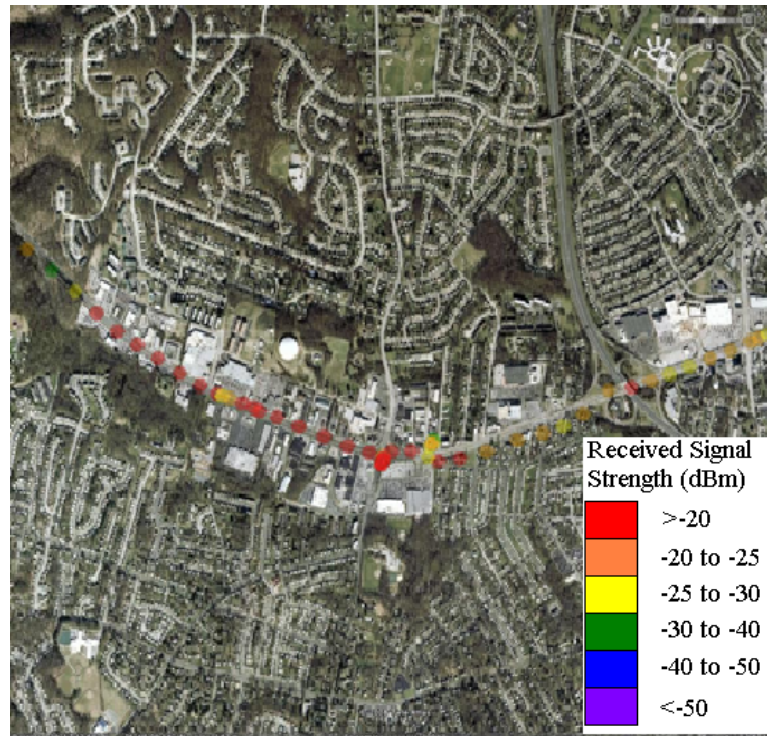 Received Signal
Strength (dBm)
>-20
-20 to -25
-25 to -30
-30 to -40
-40 to -50
<-50